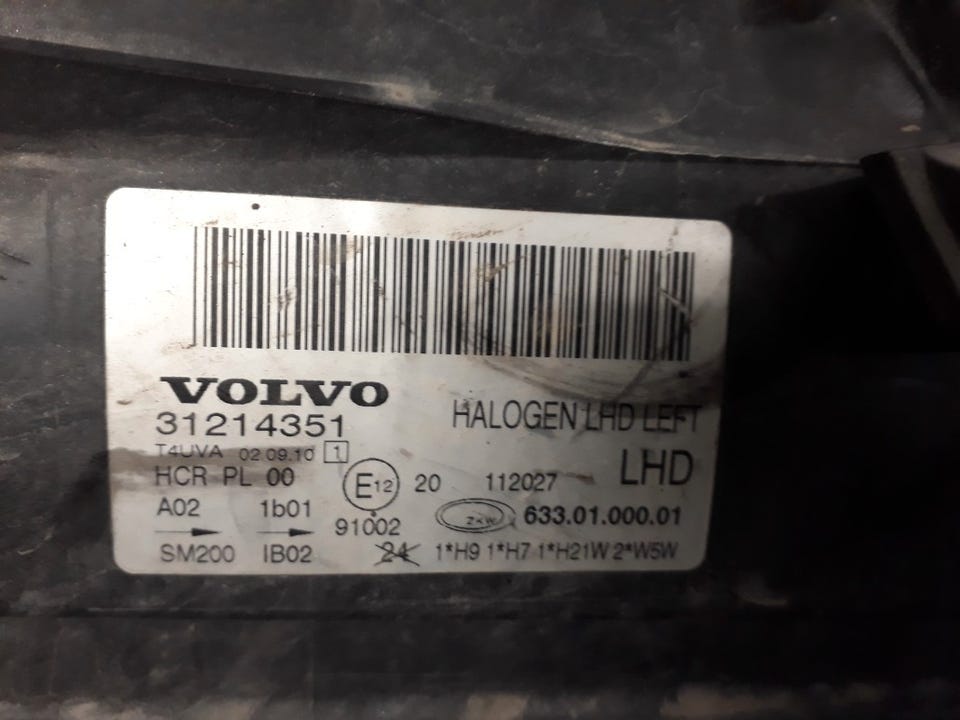 VOLVO
31214351
HALOGEN LHD LEFT
T4UVA 02.09.10 1
HCR PL 00
E12
20
112027
LHD
A02
1b01
91002
ZKW
633.01.000.01
SM200
IB02
24
1*H9 1*H7 1*H21W 2*W5W